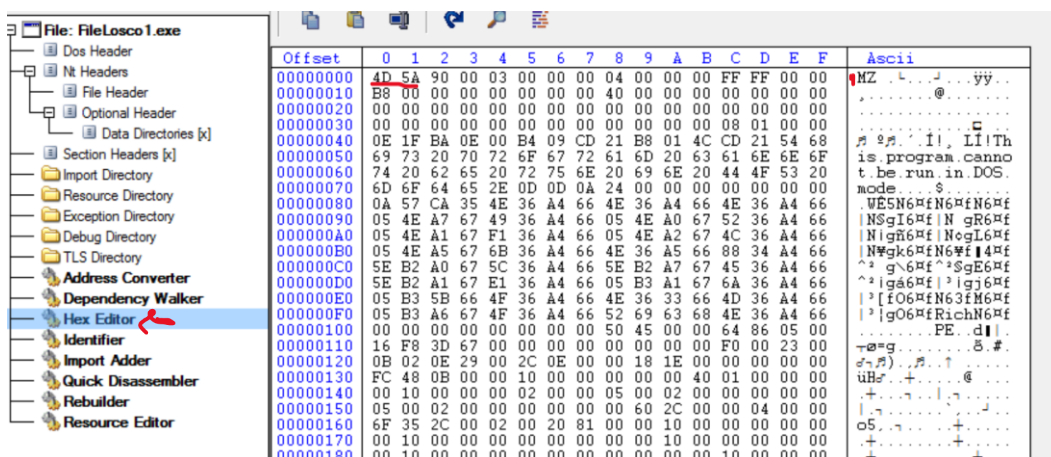 File: FileLosco1.exe
Dos Header
Nt Headers
File Header
Optional Header
Data Directories [x]
Section Headers [x]
Import Directory
Resource Directory
Exception Directory
Debug Directory
TLS Directory
Address Converter
Dependency Walker
Hex Editor
Identifier
Import Adder
Quick Disassembler
Rebuilder
Resource Editor
Offset 0 1 2 3 4 5 6 7 8 9 A B C D E F Ascii
00000000 4D 5A 90 00 03 00 00 00 04 00 00 00 FF FF 00 00
00000010 B8 00 00 00 00 00 00 00 40 00 00 00 00 00 00 00
00000020 00 00 00 00 00 00 00 00 00 00 00 00 00 00 00 00
00000030 00 00 00 00 00 00 00 00 00 00 00 00 08 01 00 00
00000040 0E 1F BA 0E 00 B4 09 CD 21 B8 01 4C CD 21 54 68
00000050 69 73 20 70 72 6F 67 72 61 6D 20 63 61 6E 6E 6F is.program.canno
00000060 74 20 62 65 20 72 75 6E 20 69 6E 20 44 4F 53 20 t.be.run.in.DOS.
00000070 6D 6F 64 65 2E 0D 0D 0A 24 00 00 00 00 00 00 00 mode....$.......
00000080 0A 57 CA 35 4E 36 A4 66 4E 36 A4 66 4E 36 A4 66
00000090 05 4E A7 67 49 36 A4 66 05 4E A0 67 52 36 A4 66
000000A0 05 4E A1 67 F1 36 A4 66 05 4E A2 67 4C 36 A4 66
000000B0 05 4E A5 67 6B 36 A4 66 4E 36 A5 66 88 34 A4 66
000000C0 5E B2 A0 67 5C 36 A4 66 5E B2 A7 67 45 36 A4 66
000000D0 5E B2 A1 67 E1 36 A4 66 05 B3 A1 67 6A 36 A4 66
000000E0 05 B3 5B 66 4F 36 A4 66 4E 36 33 66 4D 36 A4 66
000000F0 05 B3 A6 67 4F 36 A4 66 52 69 63 68 4E 36 A4 66
00000100 00 00 00 00 00 00 00 00 50 45 00 00 64 86 05 00
00000110 16 F8 3D 67 00 00 00 00 00 00 00 00 F0 00 23 00
00000120 0B 02 0E 29 00 2C 0E 00 00 18 1E 00 00 00 00 00
00000130 FC 48 0B 00 00 10 00 00 00 00 00 40 01 00 00 00
00000140 00 10 00 00 00 02 00 00 05 00 02 00 00 00 00 00
00000150 05 00 02 00 00 00 00 00 00 60 2C 00 00 04 00 00
00000160 6F 35 2C 00 02 00 20 81 00 00 10 00 00 00 00 00
00000170 00 10 00 00 00 00 00 00 00 00 10 00 00 00 00 00